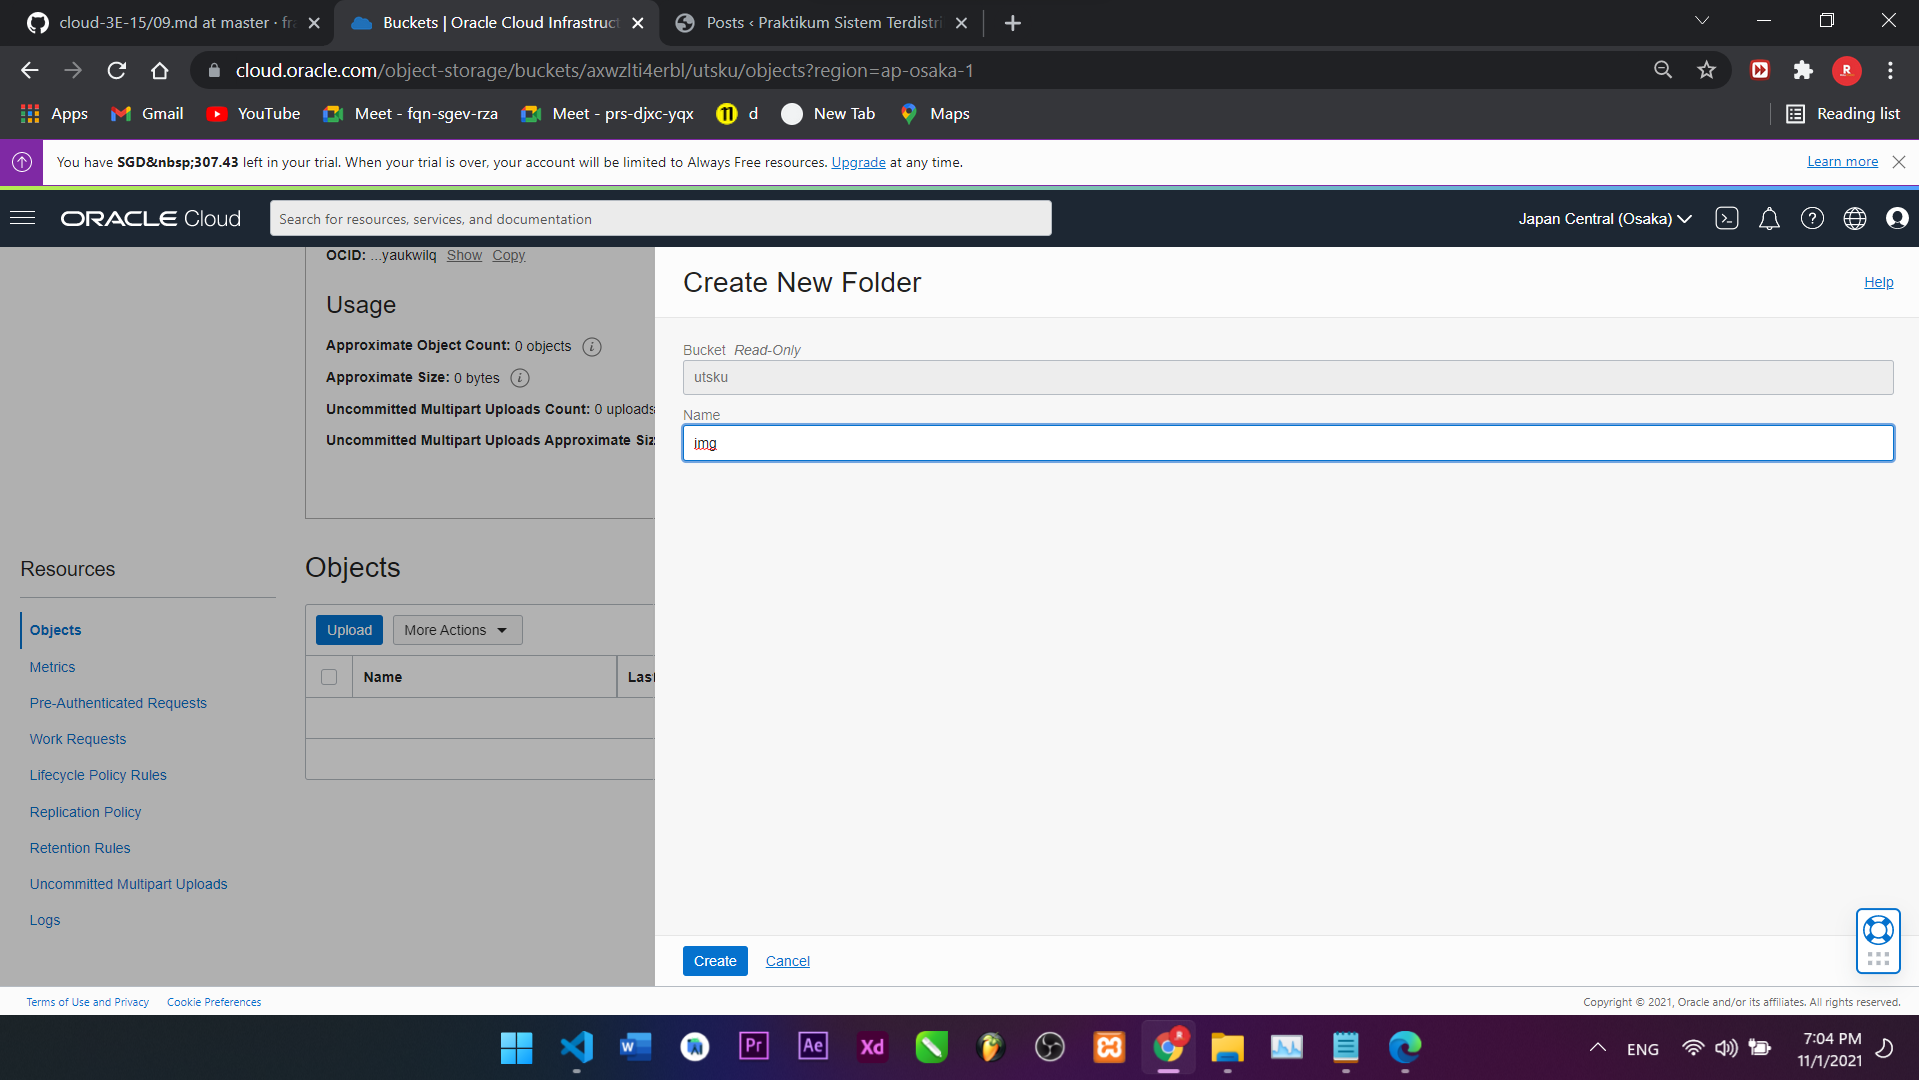 cloud-3E-15/09.md at master · fr
Buckets | Oracle Cloud Infrastruct
Posts ‹ Praktikum Sistem Terdistri
cloud.oracle.com/object-storage/buckets/axwzlti4erbl/utsku/objects?region=ap-osaka-1
R
Apps
Gmail
YouTube
Meet - fqn-sgev-rza
Meet - prs-djxc-yqx
d
New Tab
Maps
Reading list
You have SGD&nbsp;307.43 left in your trial. When your trial is over, your account will be limited to Always Free resources. Upgrade at any time.
Learn more
ORACLE Cloud
Search for resources, services, and documentation
Japan Central (Osaka)
OCID: ...yaukwilq Show Copy
Usage
Approximate Object Count: 0 objects
Approximate Size: 0 bytes
Uncommitted Multipart Uploads Count: 0 uploads
Uncommitted Multipart Uploads Approximate Siz
Resources
Objects
Metrics
Pre-Authenticated Requests
Work Requests
Lifecycle Policy Rules
Replication Policy
Retention Rules
Uncommitted Multipart Uploads
Logs
Objects
Upload
More Actions
Name
Last
Create New Folder
Help
Bucket Read-Only
utsku
Name
img
Create
Cancel
Terms of Use and Privacy
Cookie Preferences
Copyright © 2021, Oracle and/or its affiliates. All rights reserved.
W
Pr
Ae
Xd
ENG
7:04 PM
11/1/2021